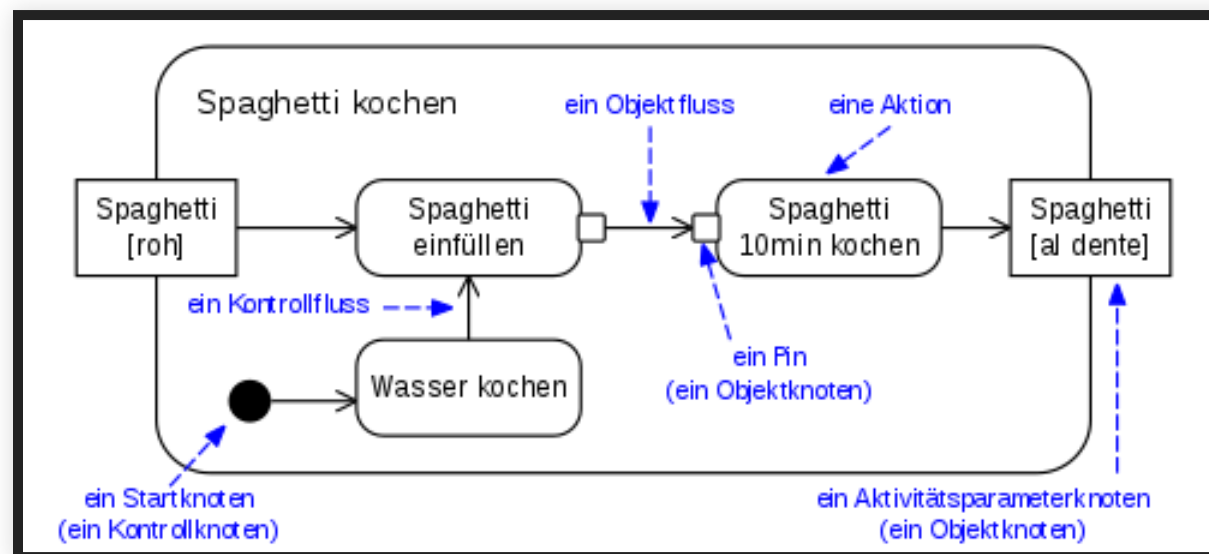 Spaghetti kochen
ein Objektfluss
eine Aktion
Spaghetti
[roh]
Spaghetti
einfüllen
Spaghetti
10min kochen
Spaghetti
[al dente]
ein Kontrollfluss
ein Pin
(ein Objektknoten)
Wasser kochen
ein Startknoten
(ein Kontrollknoten)
ein Aktivitätsparameterknoten
(ein Objektknoten)